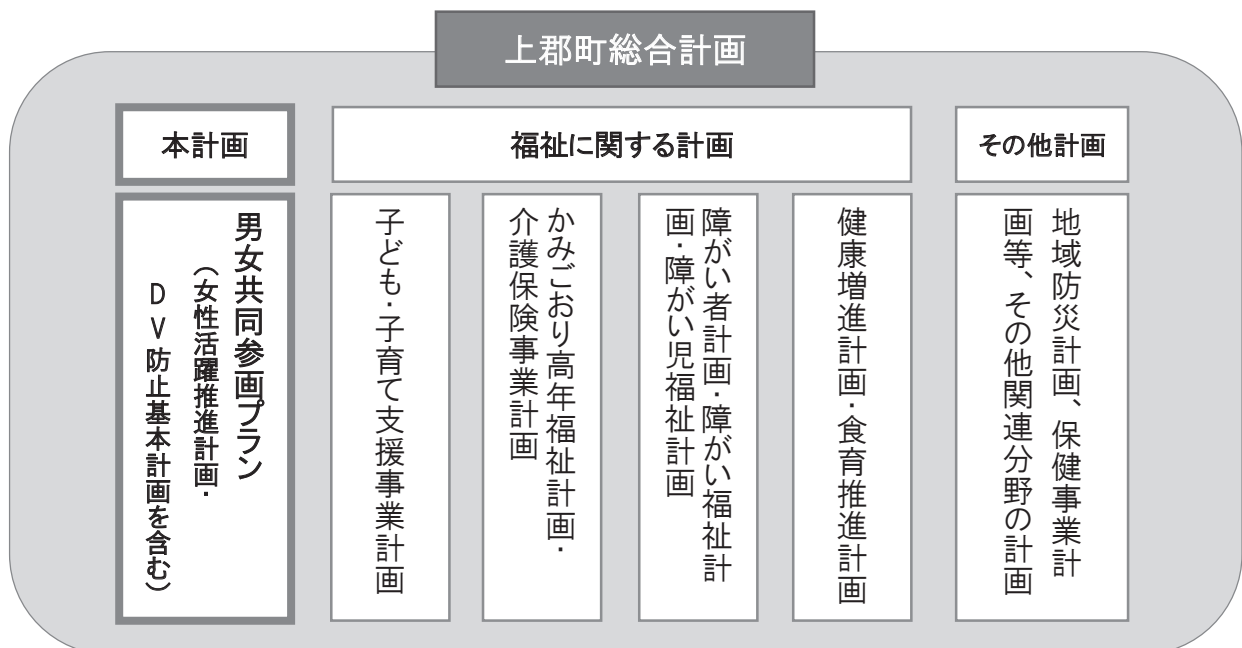 上郡町総合計画
本計画
福祉に関する計画
その他計画
男女共同参画プラン
（女性活躍推進計画・
DV防止基本計画を含む）
子ども・子育て支援事業計画
かみごおり高年福祉計画・
介護保険事業計画
障がい者計画・障がい福祉計
画・障がい児福祉計画
健康増進計画・食育推進計画
地域防災計画、保健事業計
画等、その他関連分野の計画